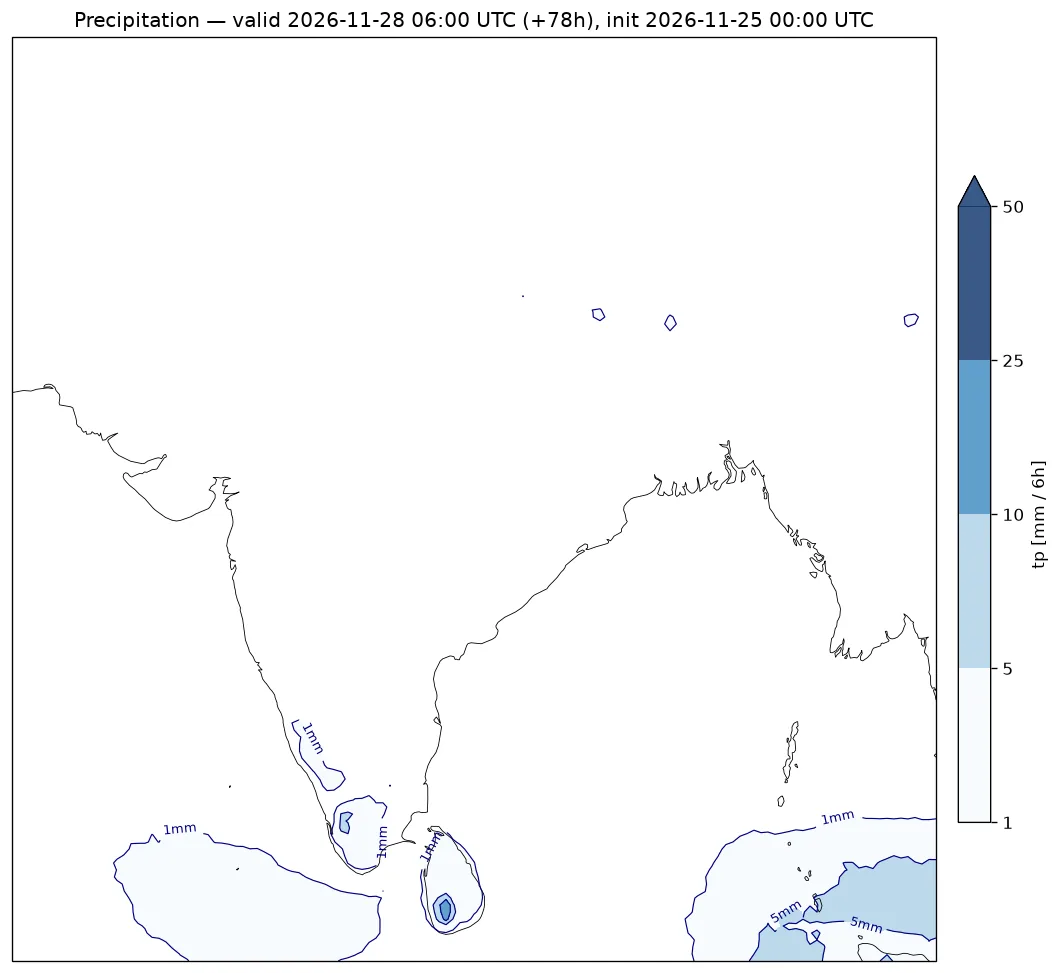 Precipitation — valid 2026-11-28 06:00 UTC (+78h), init 2026-11-25 00:00 UTC
50
25
10
5
1
tp [mm / 6h]
1mm
1mm
1mm
1mm
1mm
5mm
5mm